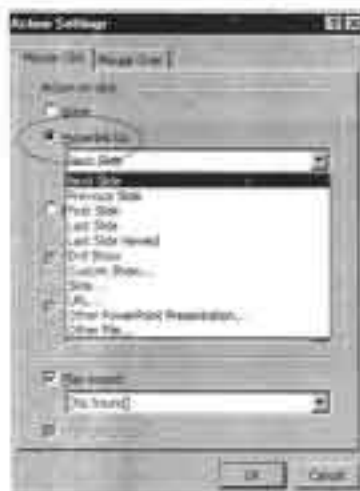 Action Settings
Mouse Click Mouse Over
Action on click
None
Hyperlink to:
Next Slide
Next Slide
Previous Slide
First Slide
Last Slide
Last Slide Viewed
End Show
Custom Show...
Slide...
URL...
Other PowerPoint Presentation...
Other File...
Play sound:
[No Sound]
OK Cancel